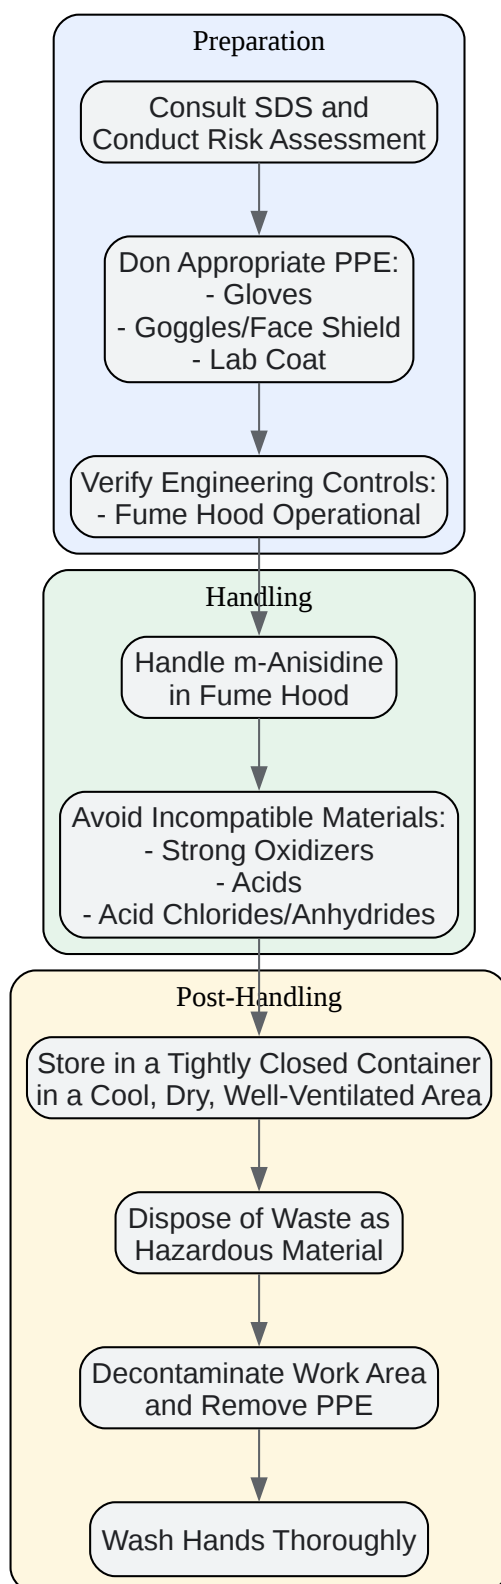 Preparation
Consult SDS and
Conduct Risk Assessment
Don Appropriate PPE:
- Gloves
- Goggles/Face Shield
- Lab Coat
Verify Engineering Controls:
- Fume Hood Operational
Handling
Handle m-Anisidine
in Fume Hood
Avoid Incompatible Materials:
- Strong Oxidizers
- Acids
- Acid Chlorides/Anhydrides
Post-Handling
Store in a Tightly Closed Container
in a Cool, Dry, Well-Ventilated Area
Dispose of Waste as
Hazardous Material
Decontaminate Work Area
and Remove PPE
Wash Hands Thoroughly